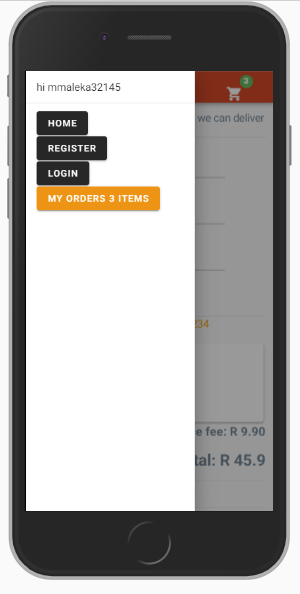 hi mmaleka32145
3
we can deliver
HOME
REGISTER
LOGIN
MY ORDERS 3 ITEMS
234
e fee: R 9.90
tal: R 45.9